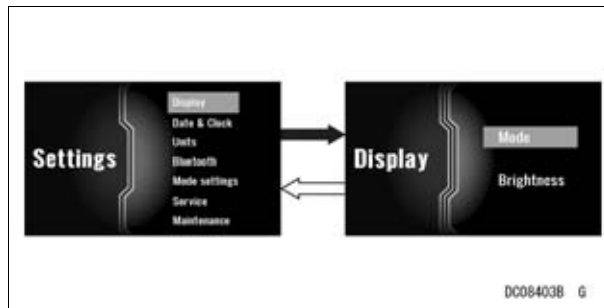 Settings
Display
Date & Clock
Units
Bluetooth
Mode settings
Service
Maintenance
Display
Mode
Brightness
DC08403B G